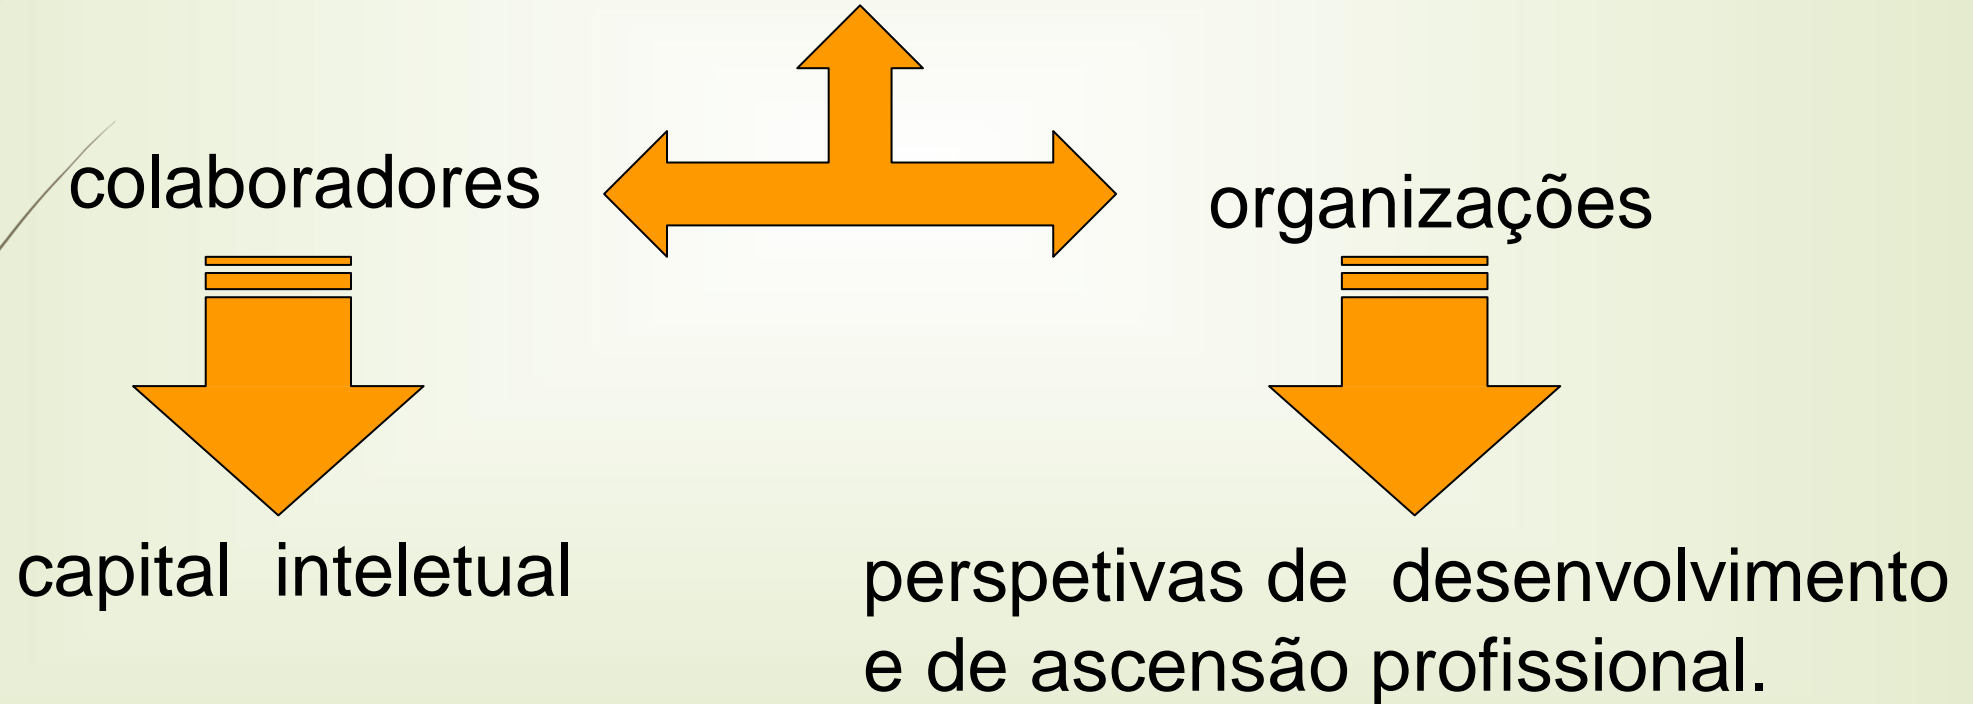 colaboradores
organizações
capital inteletual
perspetivas de desenvolvimento
e de ascensão profissional.